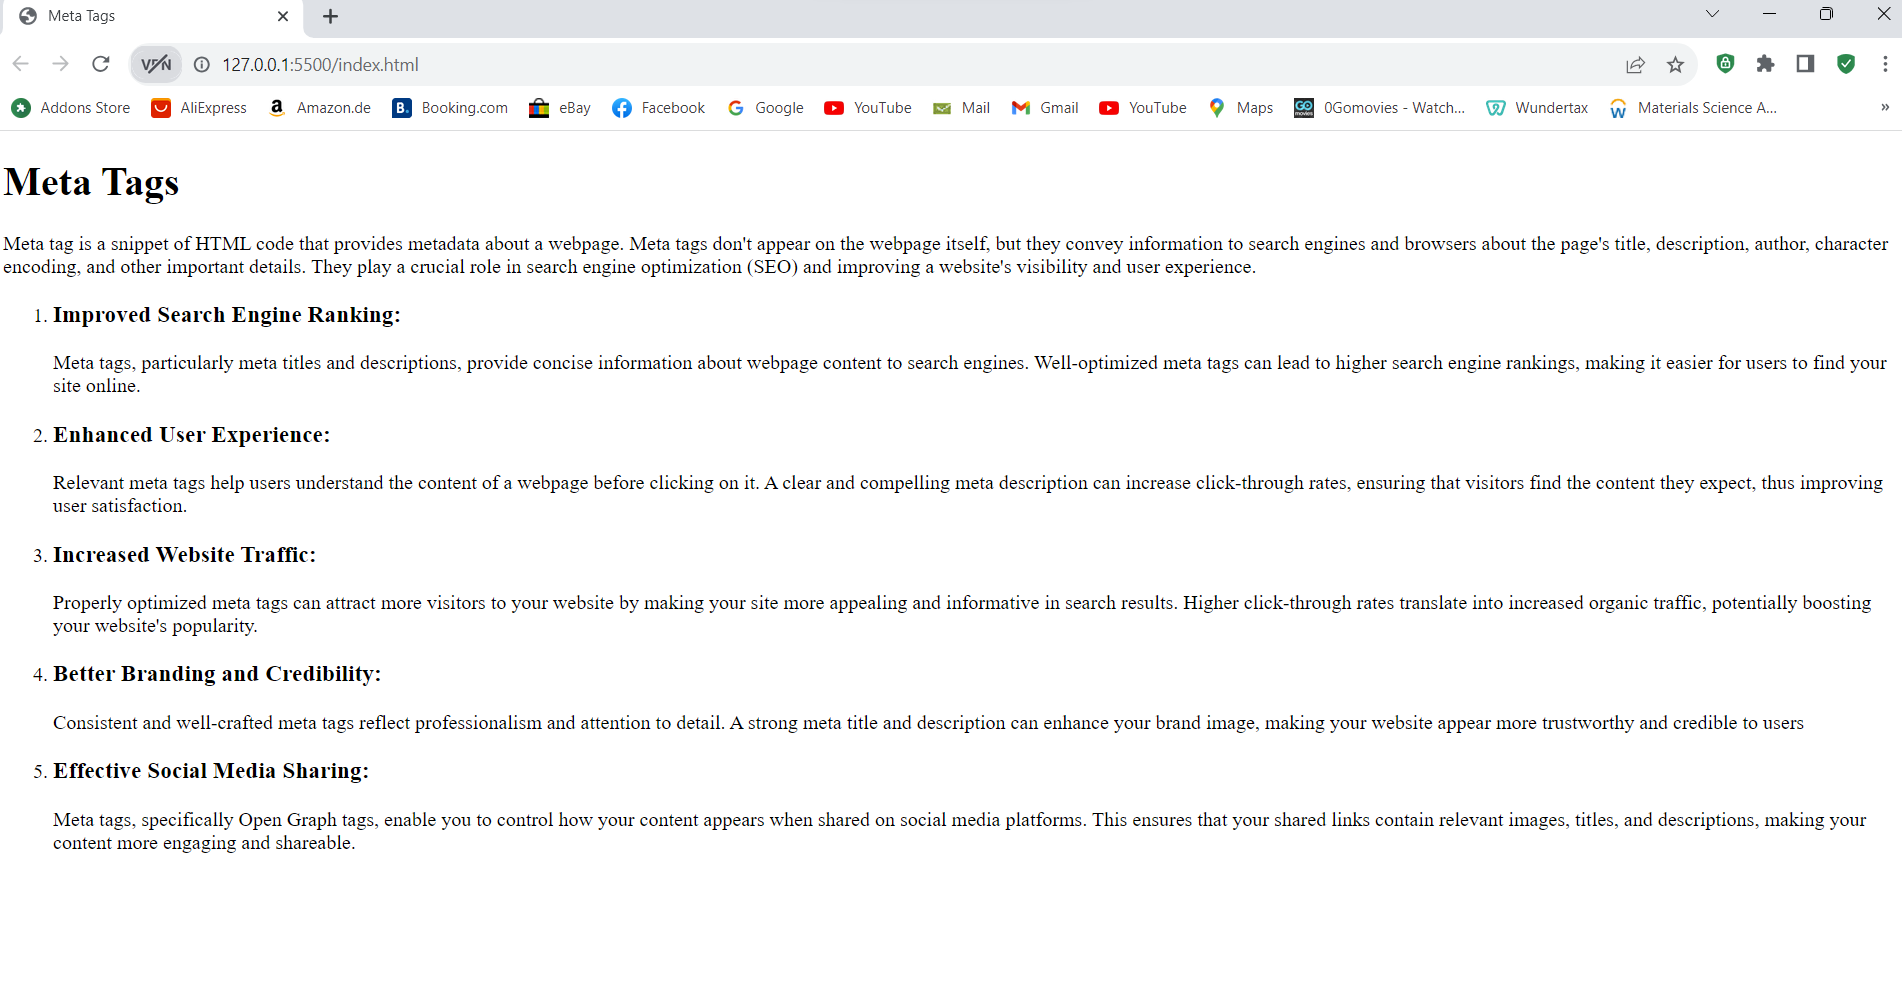 Meta Tags
VPN
127.0.0.1:5500/index.html
Addons Store AliExpress Amazon.de Booking.com eBay Facebook Google YouTube Mail Gmail YouTube Maps 0Gomovies - Watch... Wundertax Materials Science A... »
Meta Tags
Meta tag is a snippet of HTML code that provides metadata about a webpage. Meta tags don't appear on the webpage itself, but they convey information to search engines and browsers about the page's title, description, author, character
encoding, and other important details. They play a crucial role in search engine optimization (SEO) and improving a website's visibility and user experience.
1. Improved Search Engine Ranking:
Meta tags, particularly meta titles and descriptions, provide concise information about webpage content to search engines. Well-optimized meta tags can lead to higher search engine rankings, making it easier for users to find your
site online.
2. Enhanced User Experience:
Relevant meta tags help users understand the content of a webpage before clicking on it. A clear and compelling meta description can increase click-through rates, ensuring that visitors find the content they expect, thus improving
user satisfaction.
3. Increased Website Traffic:
Properly optimized meta tags can attract more visitors to your website by making your site more appealing and informative in search results. Higher click-through rates translate into increased organic traffic, potentially boosting
your website's popularity.
4. Better Branding and Credibility:
Consistent and well-crafted meta tags reflect professionalism and attention to detail. A strong meta title and description can enhance your brand image, making your website appear more trustworthy and credible to users
5. Effective Social Media Sharing:
Meta tags, specifically Open Graph tags, enable you to control how your content appears when shared on social media platforms. This ensures that your shared links contain relevant images, titles, and descriptions, making your
content more engaging and shareable.